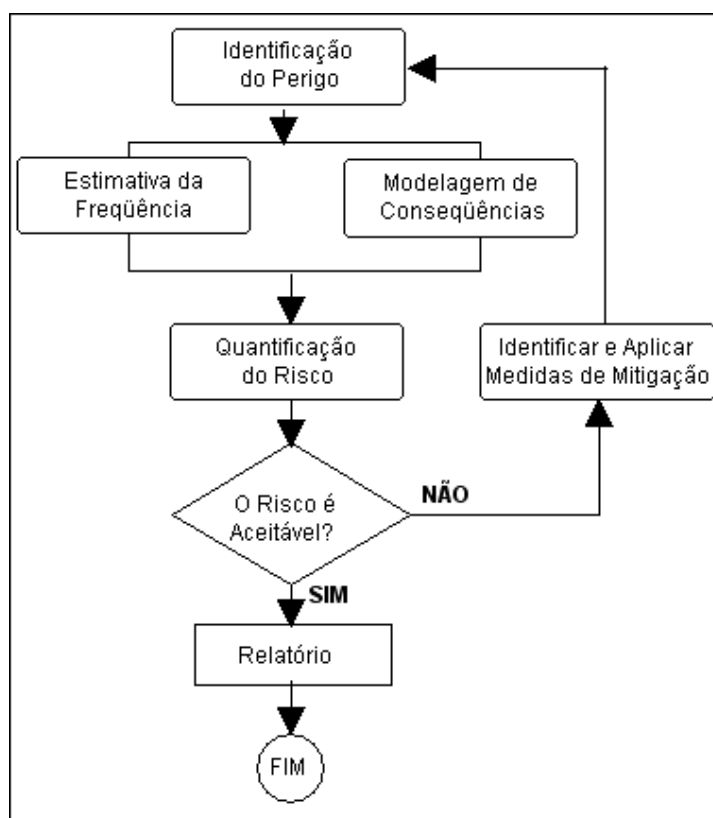 Identificação
do Perigo
Estimativa da
Freqüência
Modelagem de
Conseqüências
Quantificação
do Risco
Identificar e Aplicar
Medidas de Mitigação
O Risco é
Aceitável?
NÃO
SIM
Relatório
FIM